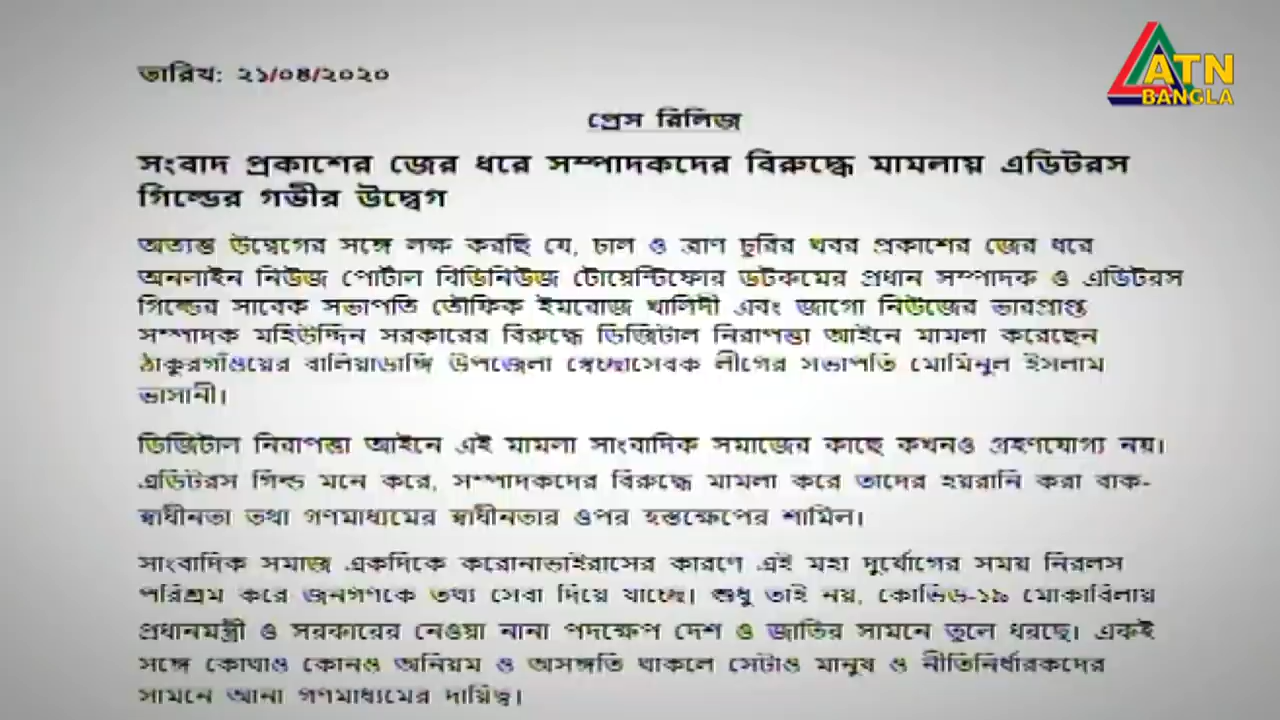 ATN
BANGLA
তারিখ: ২১/০৪/২০২০
প্রেস রিলিজ
সংবাদ প্রকাশের জের ধরে সম্পাদকদের বিরুদ্ধে মামলায় এডিটরস
গিল্ডের গভীর উদ্বেগ
অত্যন্ত উদ্বেগের সঙ্গে লক্ষ করছি যে, চাল ও ত্রাণ চুরির খবর প্রকাশের জের ধরে
অনলাইন নিউজ পোর্টাল বিডিনিউজ টোয়েন্টিফোর ডটকমের প্রধান সম্পাদক ও এডিটরস
গিল্ডের সাবেক সভাপতি তৌফিক ইমরোজ খালিদী এবং জাগো নিউজের ভারপ্রাপ্ত
সম্পাদক মহিউদ্দিন সরকারের বিরুদ্ধে ডিজিটাল নিরাপত্তা আইনে মামলা করেছেন
ঠাকুরগাঁওয়ের বালিয়াডাঙ্গি উপজেলা স্বেচ্ছাসেবক লীগের সভাপতি মোমিনুল ইসলাম
ভাসানী।
ডিজিটাল নিরাপত্তা আইনে এই মামলা সাংবাদিক সমাজের কাছে কখনও গ্রহণযোগ্য নয়।
এডিটরস গিল্ড মনে করে, সম্পাদকদের বিরুদ্ধে মামলা করে তাদের হয়রানি করা বাক-
স্বাধীনতা তথা গণমাধ্যমের স্বাধীনতার ওপর হস্তক্ষেপের শামিল।
সাংবাদিক সমাজ একদিকে করোনাভাইরাসের কারণে এই মহা দুর্যোগের সময় নিরলস
পরিশ্রম করে জনগণকে তথ্য সেবা দিয়ে যাচ্ছে। শুধু তাই নয়, কোভিড-১৯ মোকাবিলায়
প্রধানমন্ত্রী ও সরকারের নেওয়া নানা পদক্ষেপ দেশ ও জাতির সামনে তুলে ধরছে। একই
সঙ্গে কোথাও কোনও অনিয়ম ও অসঙ্গতি থাকলে সেটাও মানুষ ও নীতিনির্ধারকদের
সামনে আনা গণমাধ্যমের দায়িত্ব।